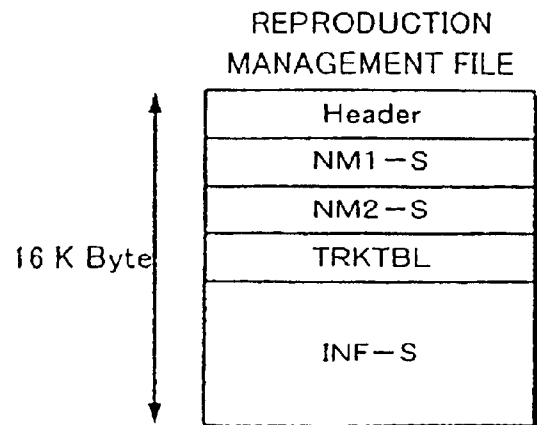 REPRODUCTION
MANAGEMENT FILE
Header
NM1-S
NM2-S
16 K Byte
TRKTBL
INF-S